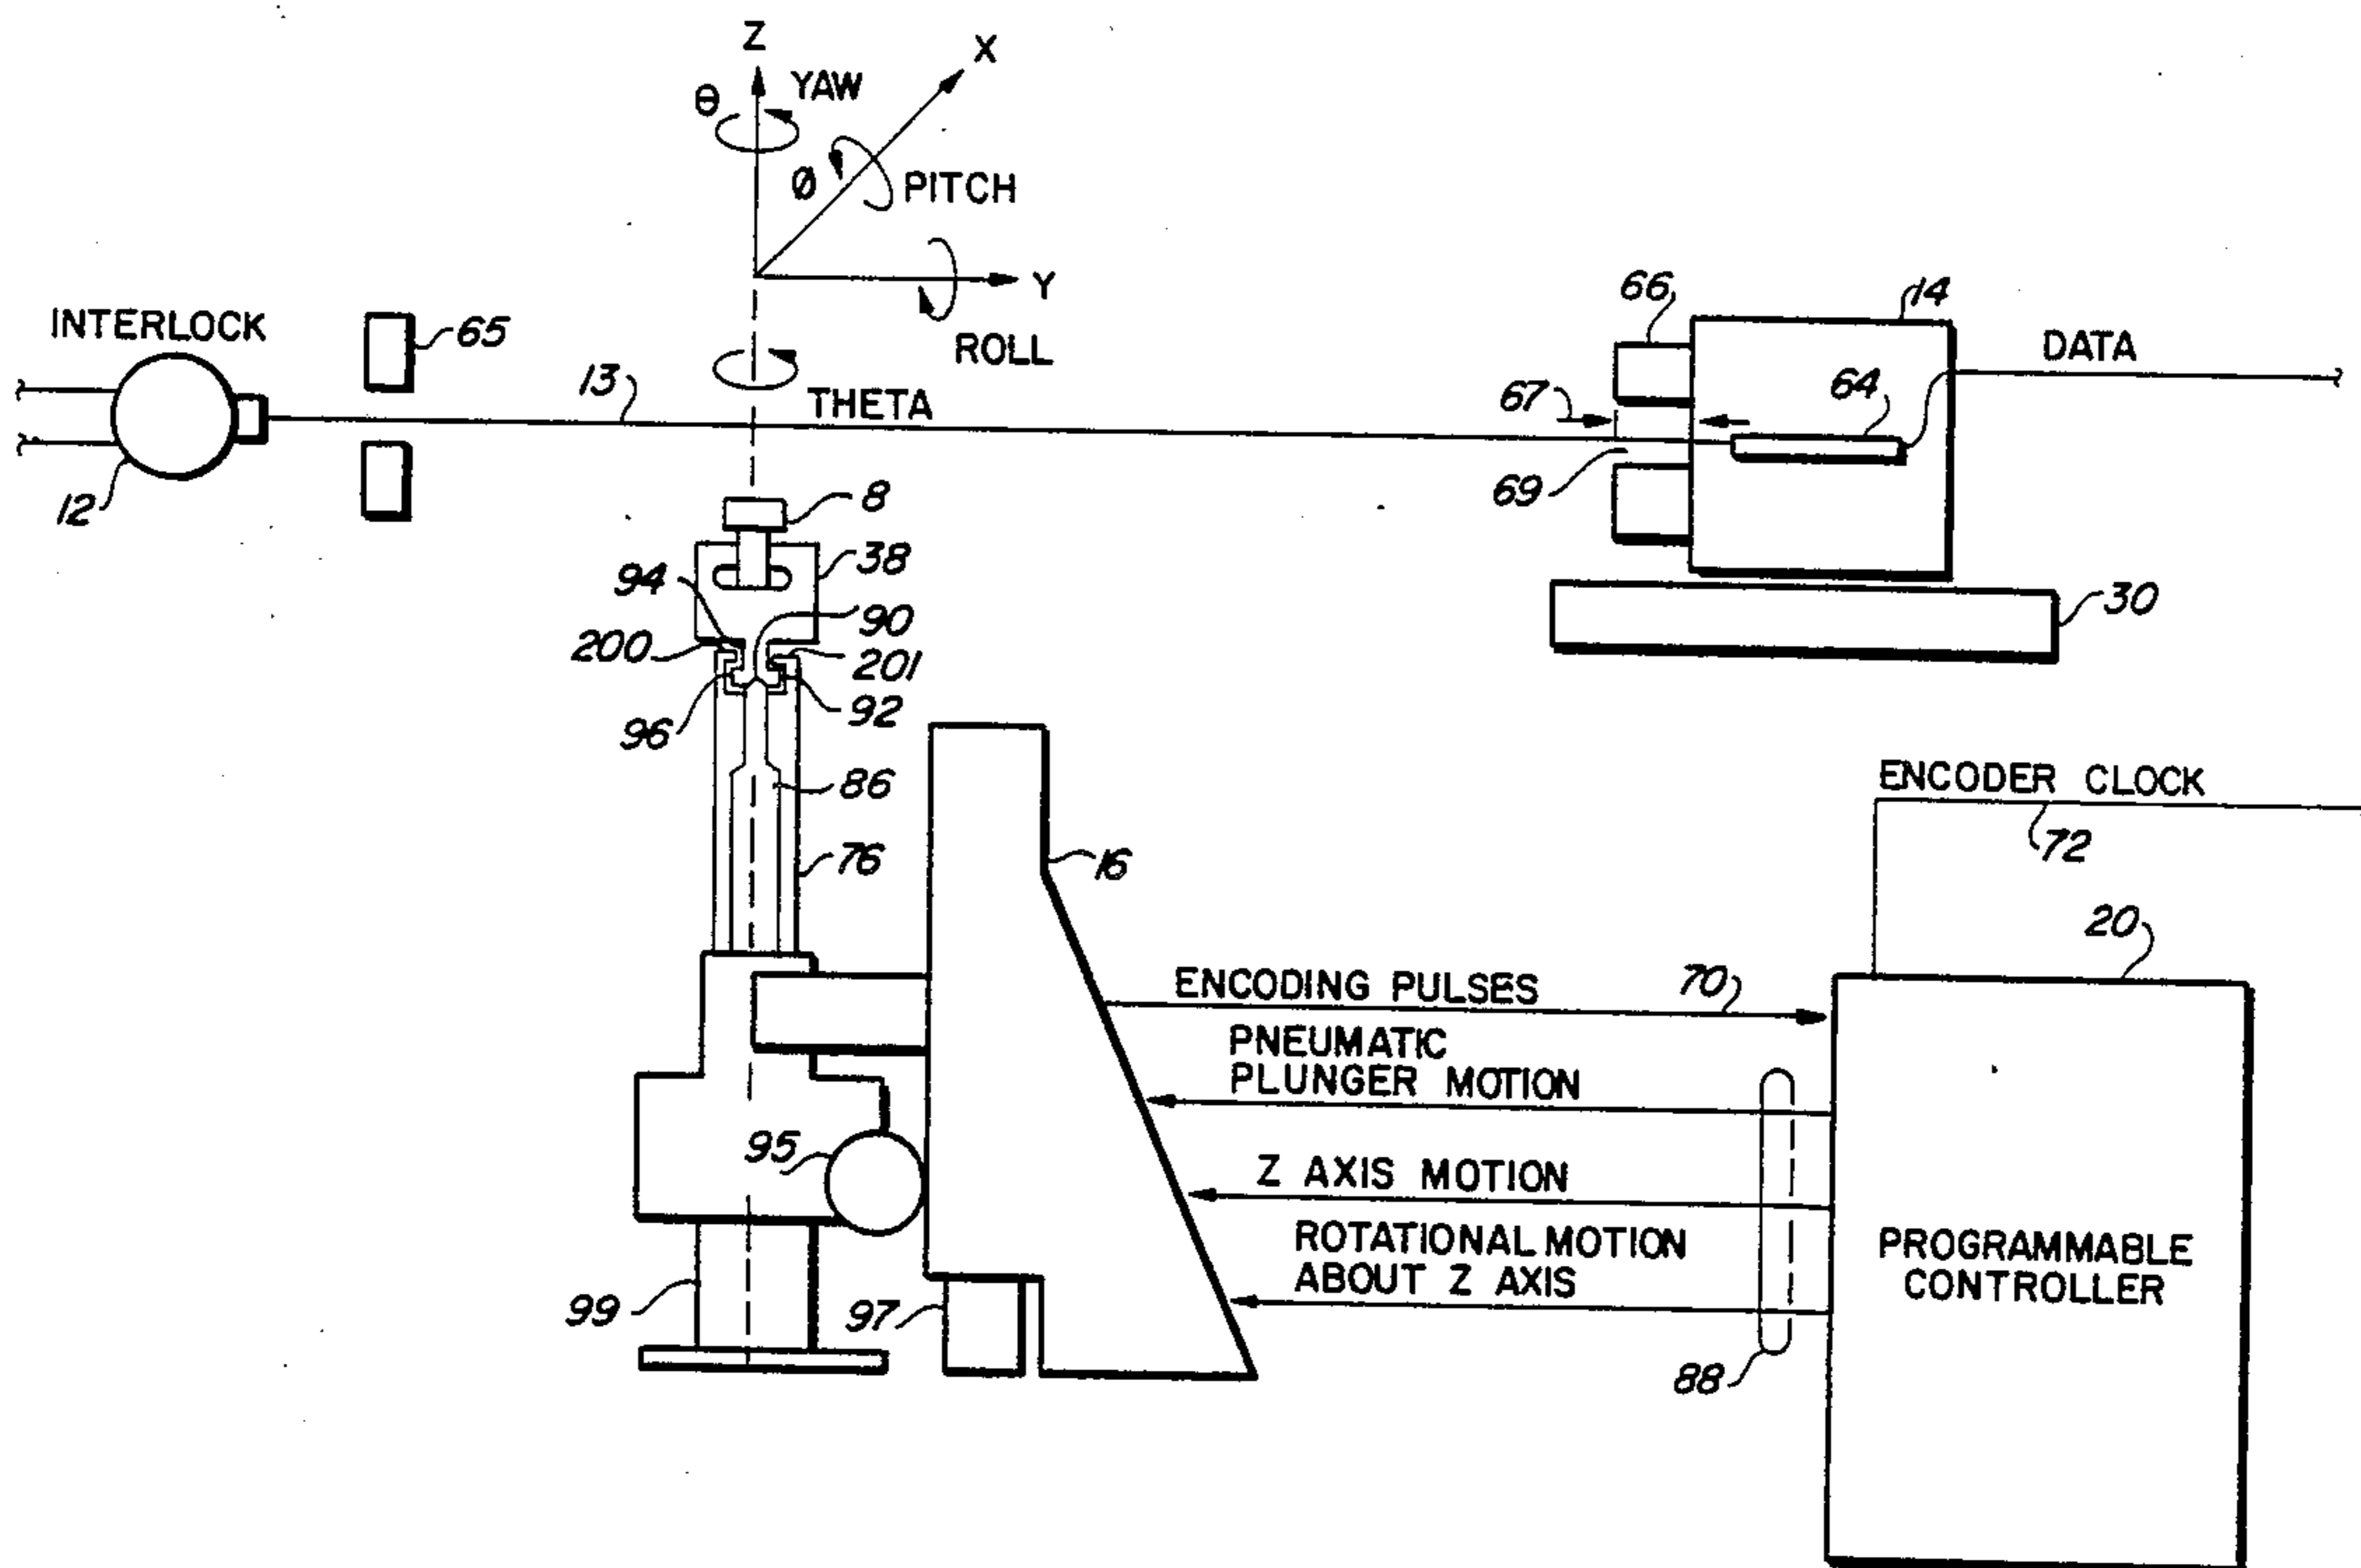 Z
X
θ
YAW
Ø
PITCH
Y
ROLL
INTERLOCK
65
66
14
DATA
13
THETA
67
64
12
69
8
38
94
30
90
200
201
96
92
86
ENCODER CLOCK
72
76
16
20
ENCODING PULSES
70
PNEUMATIC
PLUNGER MOTION
95
Z AXIS MOTION
ROTATIONAL MOTION
ABOUT Z AXIS
PROGRAMMABLE
CONTROLLER
99
97
88